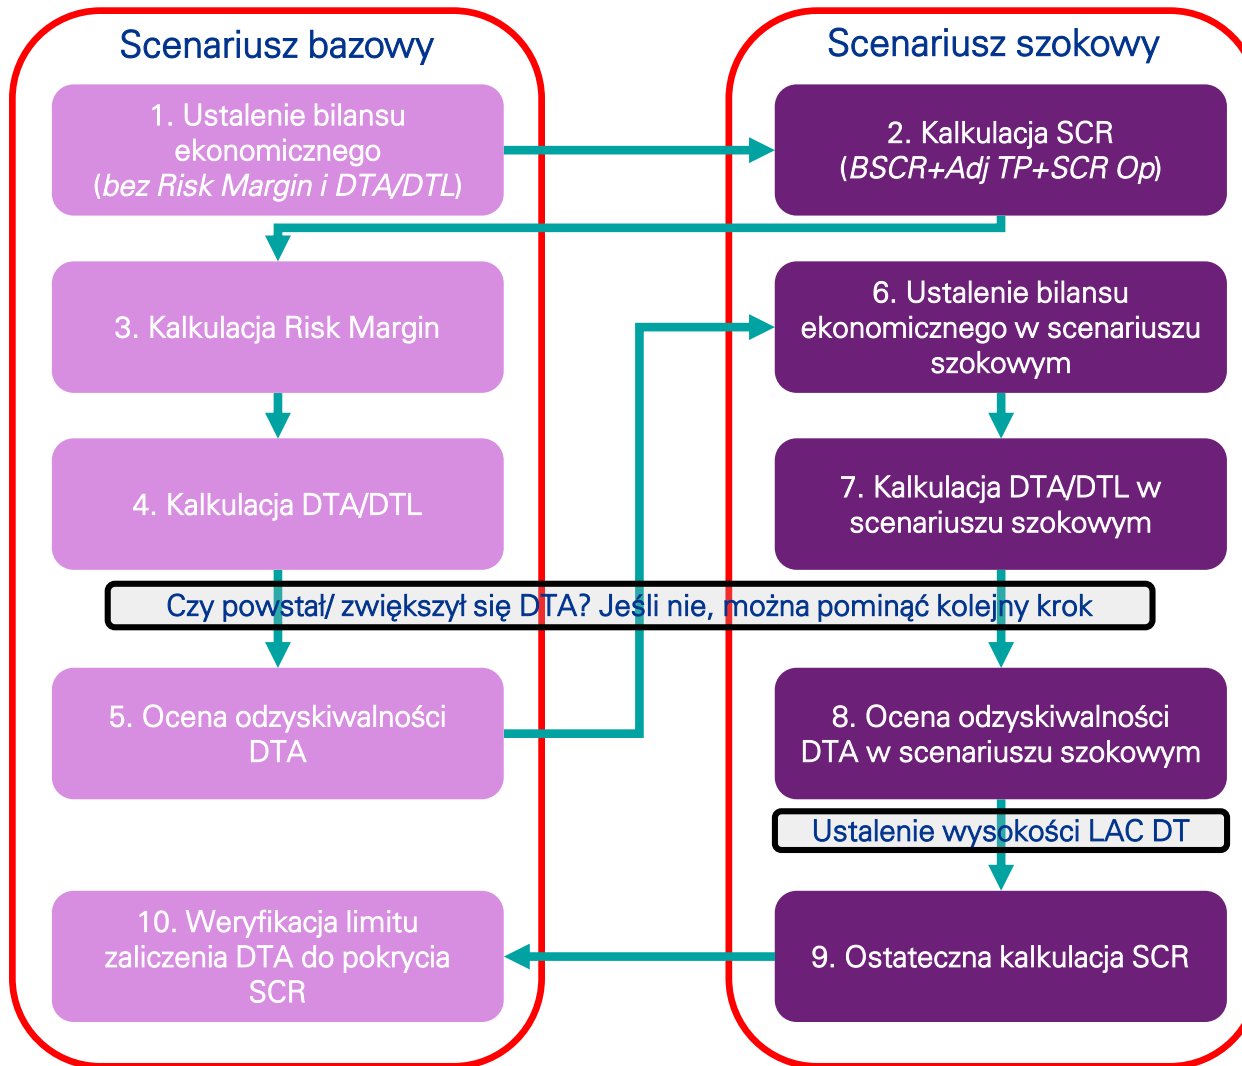 Scenariusz bazowy
Scenariusz szokowy
1. Ustalenie bilansu
ekonomicznego
(bez Risk Margin i DTA/DTL)
2. Kalkulacja SCR
(BSCR+Adj TP+SCR Op)
3. Kalkulacja Risk Margin
6. Ustalenie bilansu
ekonomicznego w scenariuszu
szokowym
4. Kalkulacja DTA/DTL
7. Kalkulacja DTA/DTL w
scenariuszu szokowym
Czy powstał/ zwiększył się DTA? Jeśli nie, można pominąć kolejny krok
5. Ocena odzyskiwalności
DTA
8. Ocena odzyskiwalności
DTA w scenariuszu szokowym
Ustalenie wysokości LAC DT
10. Weryfikacja limitu
zaliczenia DTA do pokrycia
SCR
9. Ostateczna kalkulacja SCR